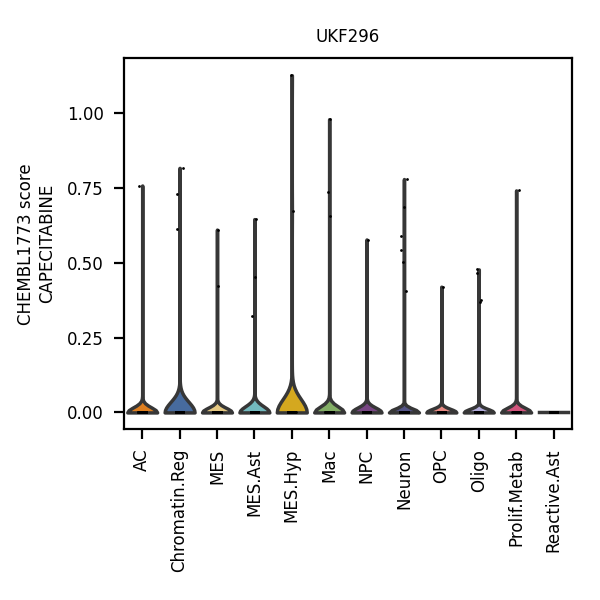 UKF296
CHEMBL1773 score
CAPECITABINE
1.00
0.75
0.50
0.25
0.00
AC
Chromatin.Reg
MES
MES.Ast
MES.Hyp
Mac
NPC
Neuron
OPC
Oligo
Prolif.Metab
Reactive.Ast